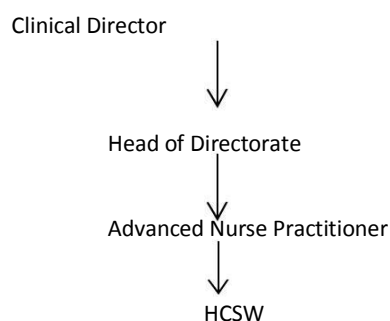 Clinical Director
Head of Directorate
Advanced Nurse Practitioner
HCSW